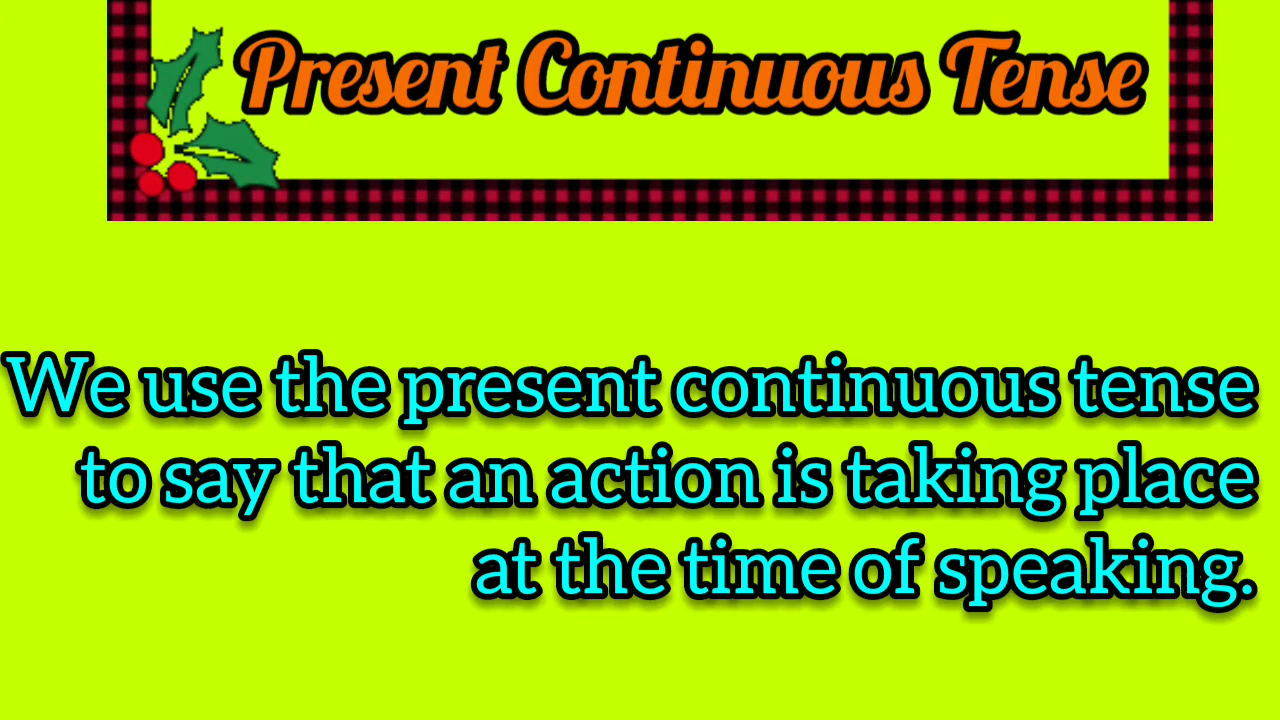 Present Continuous Tense
We use the present continuous tense
to say that an action is taking place
at the time of speaking.